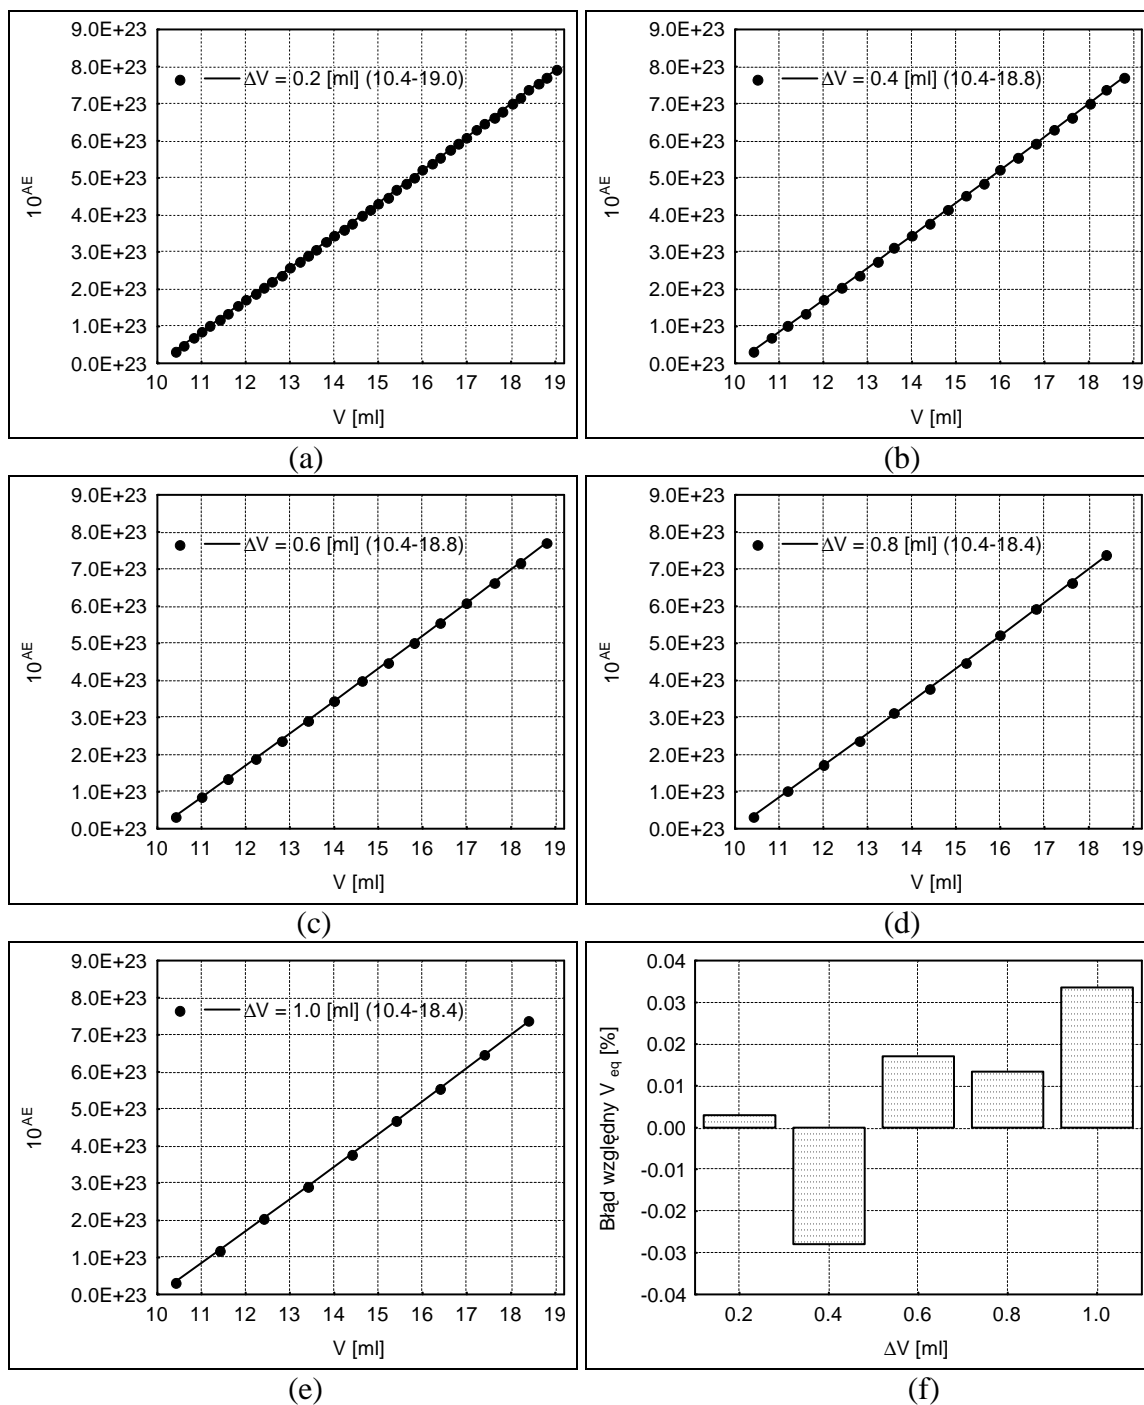 9.0E+23
8.0E+23
7.0E+23
6.0E+23
5.0E+23
4.0E+23
3.0E+23
2.0E+23
1.0E+23
0.0E+23
10^AE
ΔV = 0.2 [ml] (10.4-19.0)
10 11 12 13 14 15 16 17 18 19
V [ml]
(a)
9.0E+23
8.0E+23
7.0E+23
6.0E+23
5.0E+23
4.0E+23
3.0E+23
2.0E+23
1.0E+23
0.0E+23
10^AE
ΔV = 0.4 [ml] (10.4-18.8)
10 11 12 13 14 15 16 17 18 19
V [ml]
(b)
9.0E+23
8.0E+23
7.0E+23
6.0E+23
5.0E+23
4.0E+23
3.0E+23
2.0E+23
1.0E+23
0.0E+23
10^AE
ΔV = 0.6 [ml] (10.4-18.8)
10 11 12 13 14 15 16 17 18 19
V [ml]
(c)
9.0E+23
8.0E+23
7.0E+23
6.0E+23
5.0E+23
4.0E+23
3.0E+23
2.0E+23
1.0E+23
0.0E+23
10^AE
ΔV = 0.8 [ml] (10.4-18.4)
10 11 12 13 14 15 16 17 18 19
V [ml]
(d)
9.0E+23
8.0E+23
7.0E+23
6.0E+23
5.0E+23
4.0E+23
3.0E+23
2.0E+23
1.0E+23
0.0E+23
10^AE
ΔV = 1.0 [ml] (10.4-18.4)
10 11 12 13 14 15 16 17 18 19
V [ml]
(e)
0.04
0.03
0.02
0.01
0.00
-0.01
-0.02
-0.03
-0.04
Błąd względny V eq [%]
0.2 0.4 0.6 0.8 1.0
ΔV [ml]
(f)